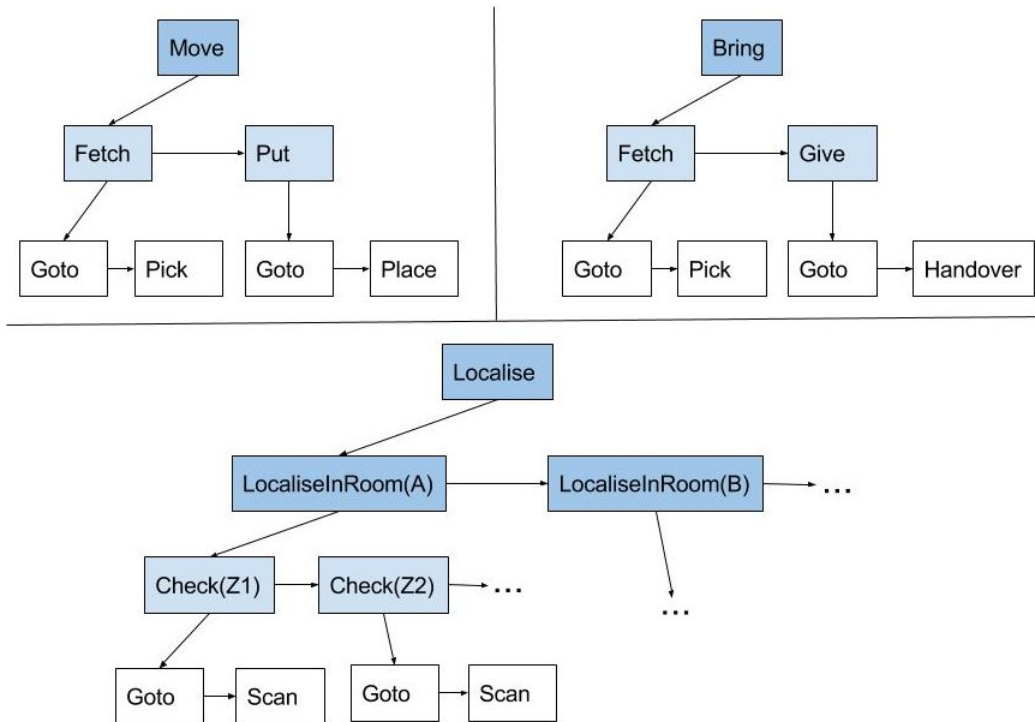 Move
Fetch
Put
Goto
Pick
Goto
Place
Bring
Fetch
Give
Goto
Pick
Goto
Handover
Localise
LocaliseInRoom(A)
LocaliseInRoom(B)
...
Check(Z1)
Check(Z2)
...
...
Goto
Scan
Goto
Scan